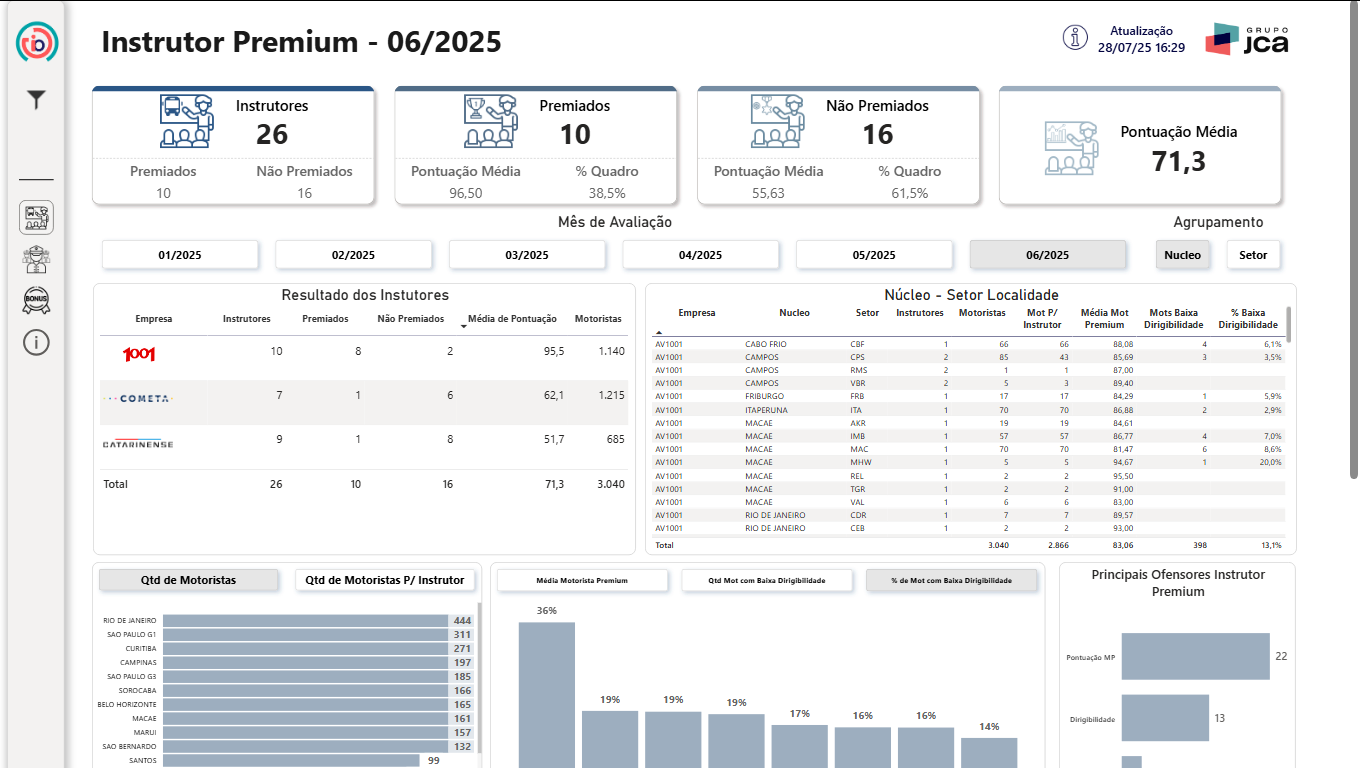 Instrutor Premium - 06/2025
Atualização
28/07/25 16:29
GRUPO
jca
Instrutores
26
Premiados Não Premiados
10 16
Premiados
10
Pontuação Média % Quadro
96,50 38,5%
Não Premiados
16
Pontuação Média % Quadro
55,63 61,5%
Pontuação Média
71,3
BONUS
Mês de Avaliação
Agrupamento
01/2025 02/2025 03/2025 04/2025 05/2025 06/2025
Nucleo Setor
Resultado dos Instutores
Empresa Instrutores Premiados Não Premiados Média de Pontuação Motoristas
1001 10 8 2 95,5 1.140
COMETA 7 1 6 62,1 1.215
CATARINENSE 9 1 8 51,7 685
Total 26 10 16 71,3 3.040
Núcleo - Setor Localidade
Empresa Nucleo Setor Instrutores Motoristas Mot P/ Instrutor Média Mot Premium Mots Baixa Dirigibilidade % Baixa Dirigibilidade
AV1001 CABO FRIO CBF 1 66 66 88,08 4 6,1%
AV1001 CAMPOS CPS 2 85 43 85,69 3 3,5%
AV1001 CAMPOS RMS 2 1 1 87,00
AV1001 CAMPOS VBR 2 5 3 89,40
AV1001 FRIBURGO FRB 1 17 17 84,29 1 5,9%
AV1001 ITAPERUNA ITA 1 70 70 86,88 2 2,9%
AV1001 MACAE AKR 1 19 19 84,61
AV1001 MACAE IMB 1 57 57 86,77 4 7,0%
AV1001 MACAE MAC 1 70 70 81,47 6 8,6%
AV1001 MACAE MHW 1 5 5 94,67 1 20,0%
AV1001 MACAE REL 1 2 2 95,50
AV1001 MACAE TGR 1 2 2 91,00
AV1001 MACAE VAL 1 6 6 83,00
AV1001 RIO DE JANEIRO CDR 1 7 7 89,57
AV1001 RIO DE JANEIRO CEB 1 2 2 93,00
Total 3.040 2.866 83,06 398 13,1%
Qtd de Motoristas Qtd de Motoristas P/ Instrutor
RIO DE JANEIRO 444
SAO PAULO G1 311
CURITIBA 271
CAMPINAS 197
SAO PAULO G3 185
SOROCABA 166
BELO HORIZONTE 165
MACAE 161
MARUI 157
SAO BERNARDO 132
SANTOS 99
Média Motorista Premium Qtd Mot com Baixa Dirigibilidade % de Mot com Baixa Dirigibilidade
36% 19% 19% 19% 17% 16% 16% 14%
Principais Ofensores Instrutor
Premium
Pontuação MP 22
Dirigibilidade 13